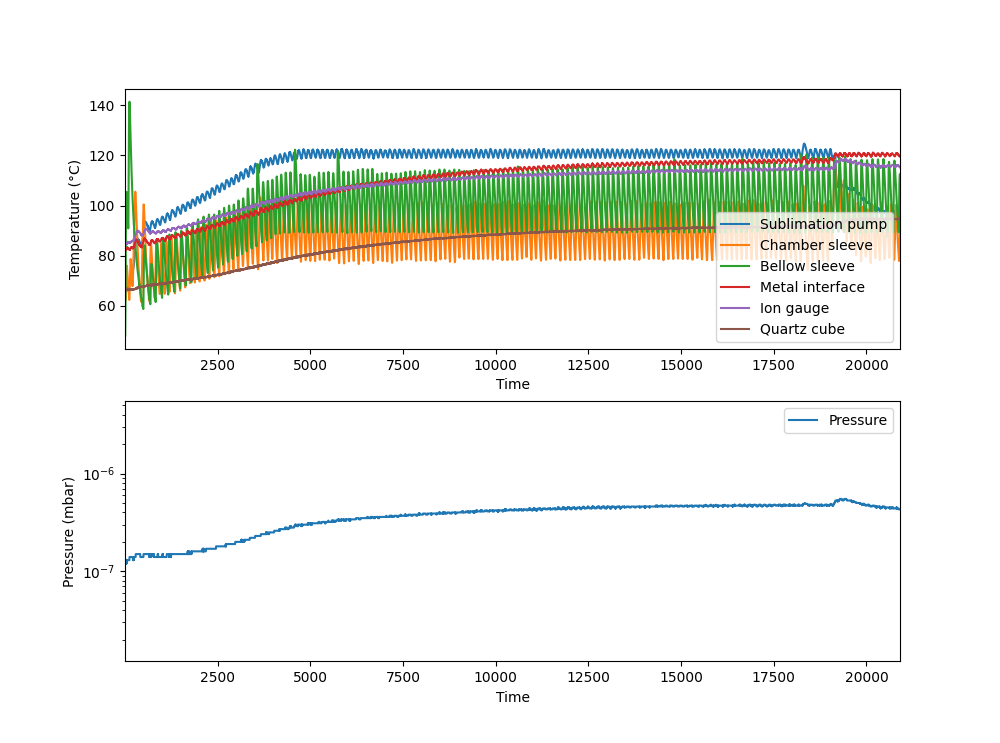 140
120
100
80
60
Temperature (°C)
Sublimation pump
Chamber sleeve
Bellow sleeve
Metal interface
Ion gauge
Quartz cube
2500 5000 7500 10000 12500 15000 17500 20000
Time
Pressure
10⁻⁶
10⁻⁷
Pressure (mbar)
2500 5000 7500 10000 12500 15000 17500 20000
Time